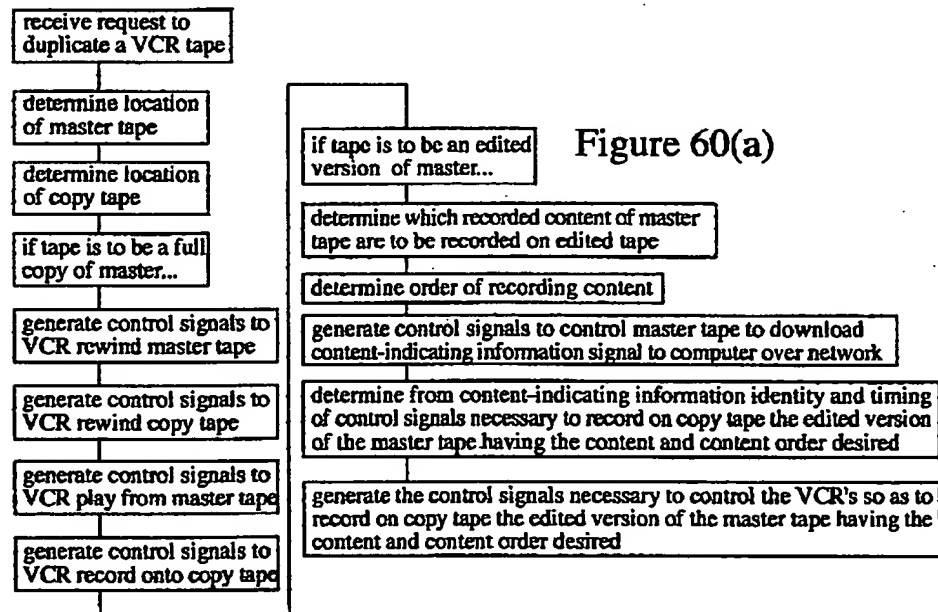 receive request to
duplicate a VCR tape
determine location
of master tape
determine location
of copy tape
if tape is to be a full
copy of master...
generate control signals to
VCR rewind master tape
generate control signals to
VCR rewind copy tape
generate control signals to
VCR play from master tape
generate control signals to
VCR record onto copy tape
Figure 60(a)
if tape is to be an edited
version of master...
determine which recorded content of master
tape are to be recorded on edited tape
determine order of recording content
generate control signals to control master tape to download
content-indicating information signal to computer over network
determine from content-indicating information identity and timing
of control signals necessary to record on copy tape the edited version
of the master tape having the content and content order desired
generate the control signals necessary to control the VCR's so as to
record on copy tape the edited version of the master tape having the
content and content order desired